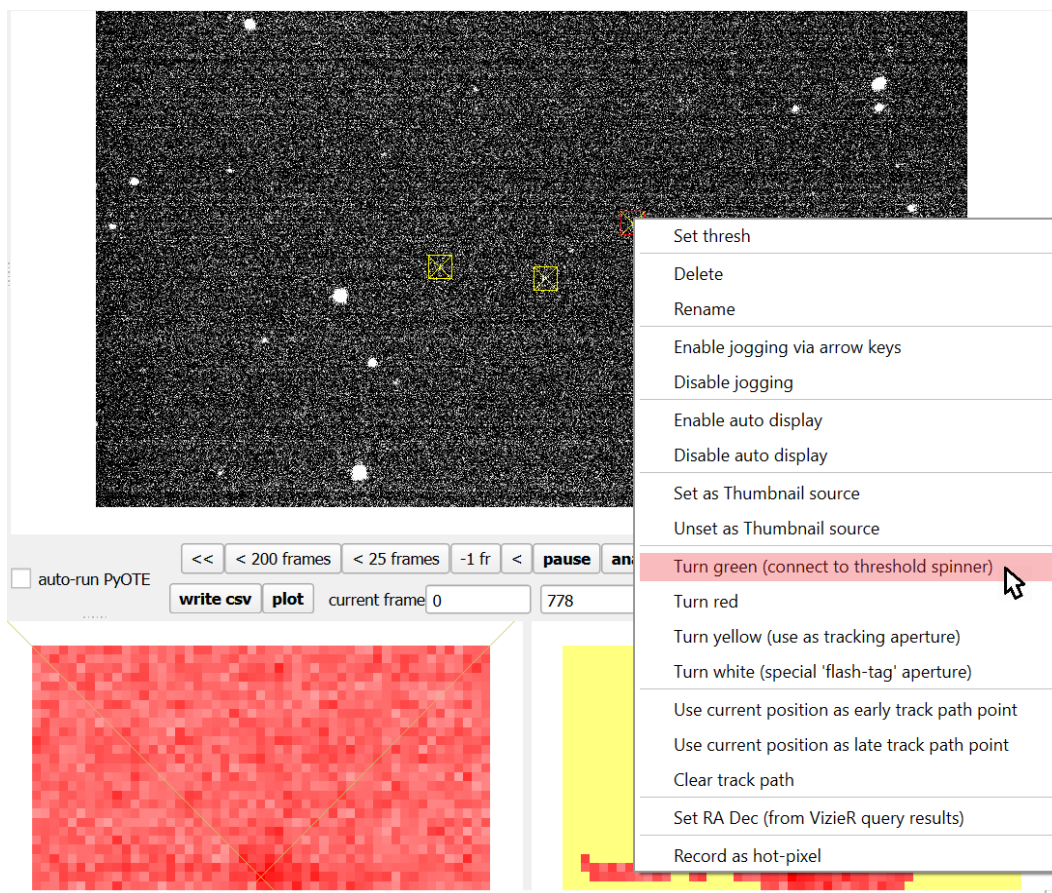 Set thresh
Delete
Rename
Enable jogging via arrow keys
Disable jogging
Enable auto display
Disable auto display
Set as Thumbnail source
Unset as Thumbnail source
Turn green (connect to threshold spinner)
Turn red
Turn yellow (use as tracking aperture)
Turn white (special 'flash-tag' aperture)
Use current position as early track path point
Use current position as late track path point
Clear track path
Set RA Dec (from VizieR query results)
Record as hot-pixel
<< < 200 frames < 25 frames -1 fr < pause ana
auto-run PyOTE
write csv plot current frame 0 778